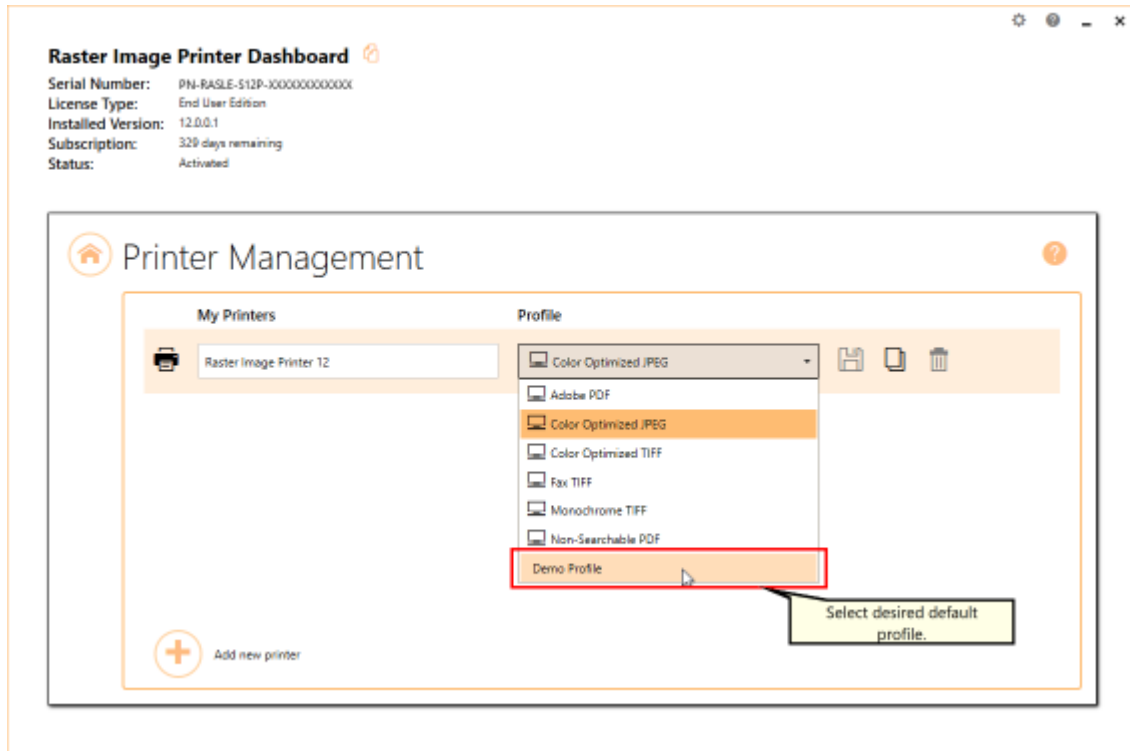 Raster Image Printer Dashboard
Serial Number: PN-RASLE-512P-XXXXXXXXXXXX
License Type: End User Edition
Installed Version: 12.0.0.1
Subscription: 329 days remaining
Status: Activated
Printer Management
My Printers Profile
Raster Image Printer 12 Color Optimized JPEG
Adobe PDF
Color Optimized JPEG
Color Optimized TIFF
Fax TIFF
Monochrome TIFF
Non-Searchable PDF
Demo Profile
Select desired default
profile.
Add new printer